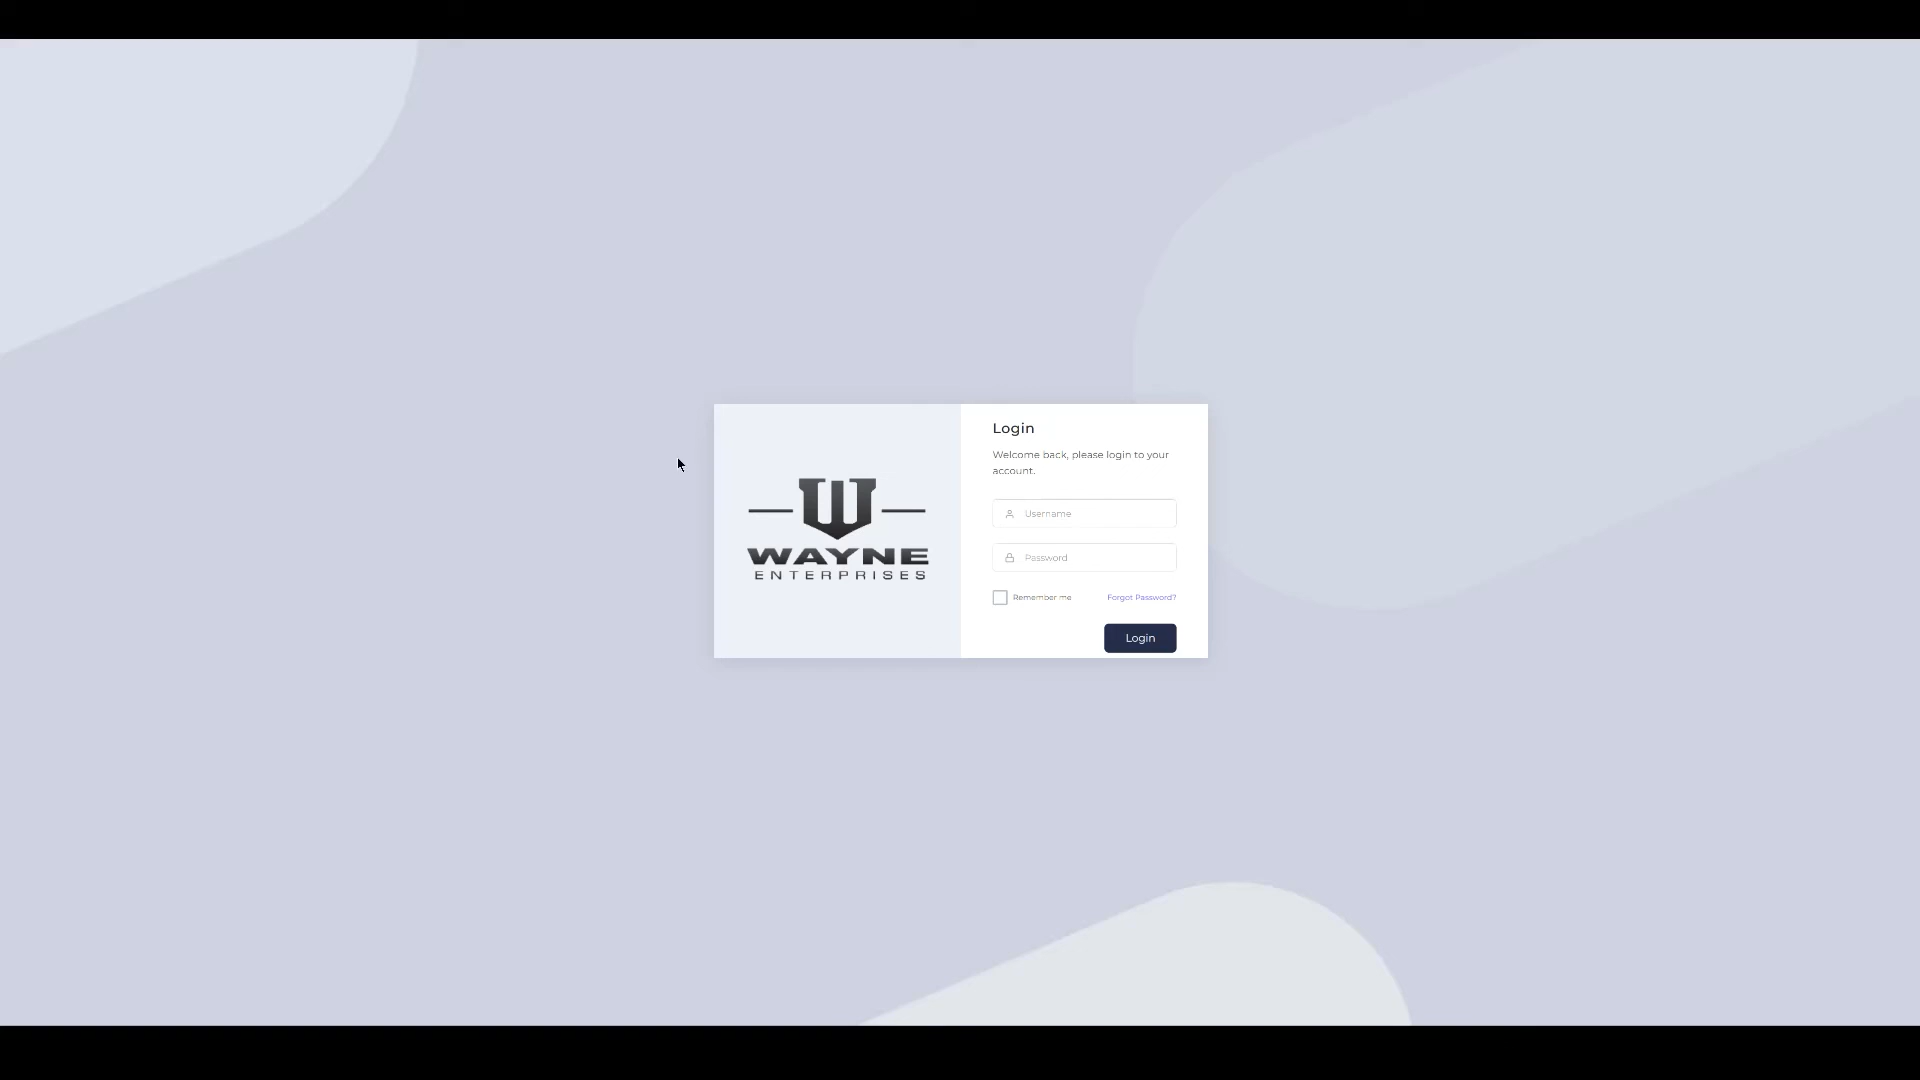 WAYNE
ENTERPRISES
Login
Welcome back, please login to your
account.
Username
Password
Remember me
Forgot Password?
Login